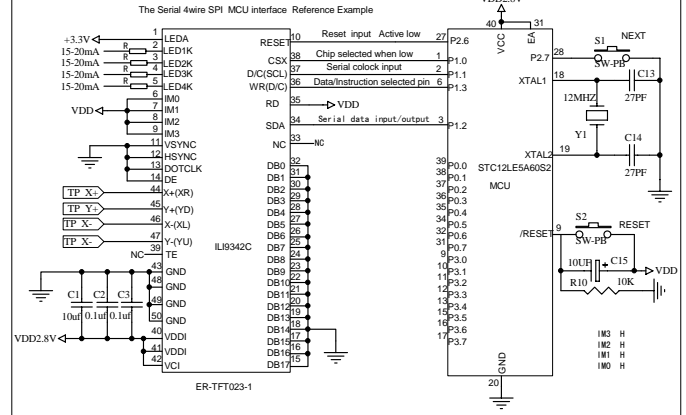 The Serial 4wire SPI MCU interface Reference Example
VDD2.8V
+3.3V 1 LEDA
15-20mA R 2 LED1K
15-20mA R 3 LED2K
15-20mA R 4 LED3K
15-20mA R 5 LED4K
6 IM0
VDD 7 IM1
8 IM2
9 IM3
11 VSYNC
12 HSYNC
13 DOTCLK
14 DE
TP X+ 44 X+(XR)
TP Y+ 45 Y+(YD)
TP X- 46 X-(XL)
TP X- 47 Y-(YU)
NC 39 TE
43 GND
48 GND
49 GND
50 GND
C1 C2 C3
10uf 0.1uf 0.1uf
VDD2.8V 40 VDDI
41 VDDI
42 VCI
ILI9342C
ER-TFT023-1
RESET 10 Reset input Active low 27 P2.6
CSX 38 Chip selected when low 1 P1.0
D/C(SCL) 37 Serial colock input 2 P1.1
WR(D/C) 36 Data/Instruction selected pin 6 P1.3
RD 35 VDD
SDA 34 Serial data input/output 3 P1.2
NC 33 NC
DB0 32
DB1 31
DB2 30
DB3 29
DB4 28
DB5 27
DB6 26
DB7 25
DB8 24
DB9 23
DB10 22
DB11 21
DB12 20
DB13 19
DB14 18
DB15 17
DB16 16
DB17 15
40 VCC
31 EA
39 P0.0
38 P0.1
37 P0.2
36 P0.3
35 P0.4
34 P0.5
32 P0.6
31 P0.7
9 P3.0
10 P3.1
11 P3.2
12 P3.3
13 P3.4
15 P3.5
16 P3.6
17 P3.7
STC12LE5A60S2
MCU
GND
20
P2.7 28 S1 NEXT
SW-PB
XTAL1 18 C13
27PF
12MHZ
Y1
XTAL2 19 C14
27PF
/RESET 9 S2 RESET
SW-PB
10UF + C15 VDD
R10 10K
IM3 H
IM2 H
IM1 H
IM0 H